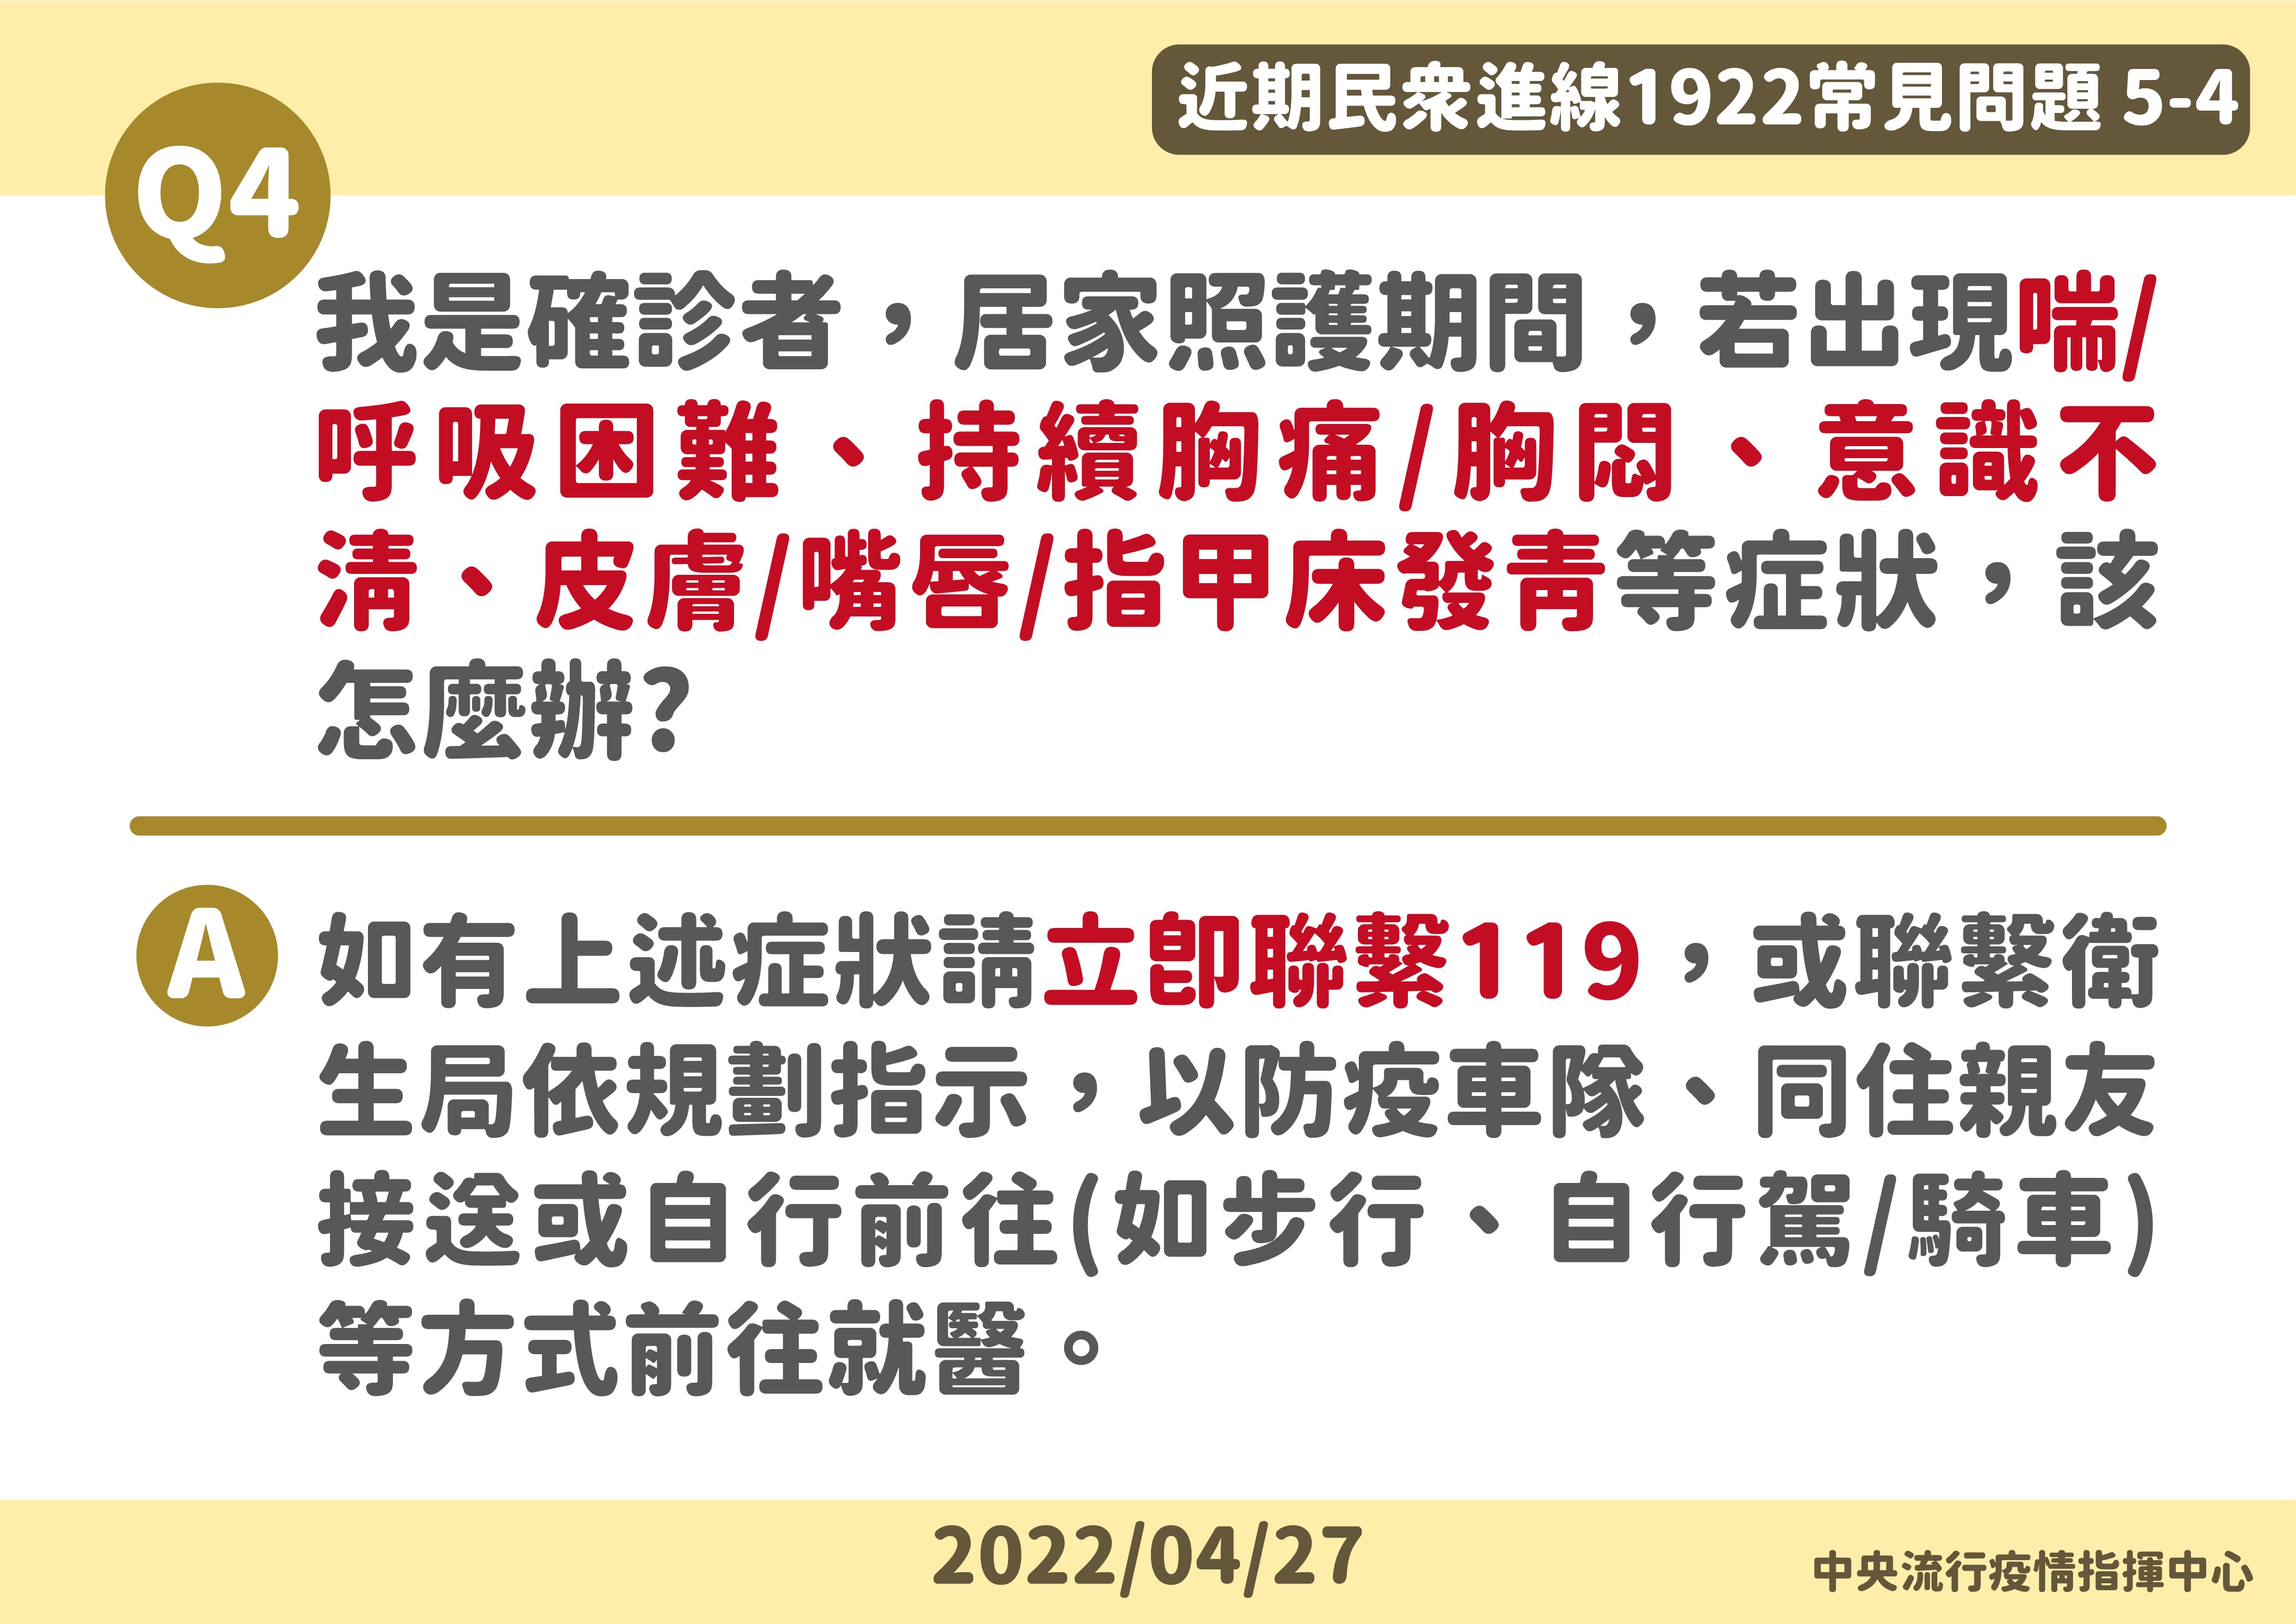 近期民眾進線1922常見問題 5-4
Q4
我是確診者，居家照護期間，若出現喘/
呼吸困難、持續胸痛/胸悶、意識不
清、皮膚/嘴唇/指甲床發青等症狀，該
怎麼辦?
A
如有上述症狀請立即聯繫119，或聯繫衛
生局依規劃指示，以防疫車隊、同住親友
接送或自行前往(如步行、自行駕/騎車)
等方式前往就醫。
2022/04/27
中央流行疫情指揮中心